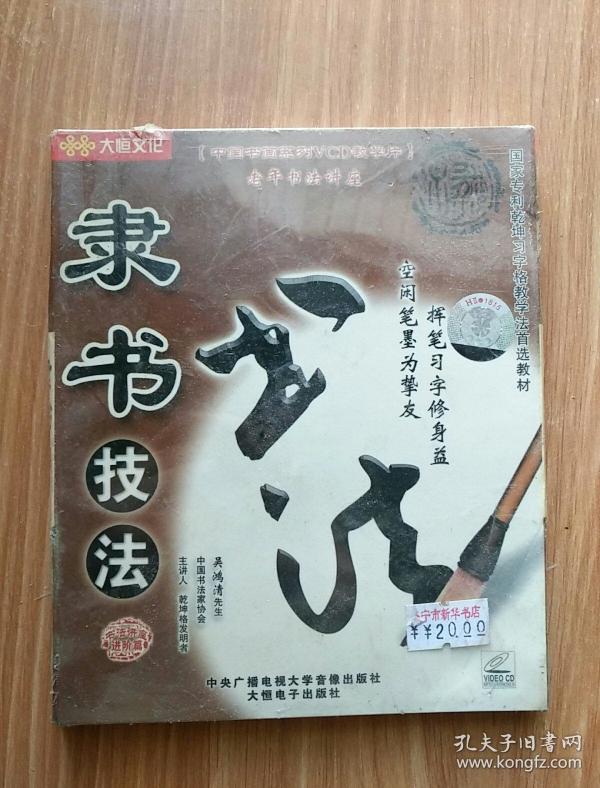 大恒文化
【中国书画系列VCD教学片】
老年书法讲座
国家专利乾坤习字格教学法首选教材
隶书
技法
书法讲座
进阶篇
挥笔习字修身益
空闲笔墨为挚友
书法
吴鸿清先生
中国书法家协会
主讲人 乾坤格发明者
宁市新华书店
¥¥20.00
中央广播电视大学音像出版社
大恒电子出版社
VIDEO CD
孔夫子旧书网
www.kongfz.com